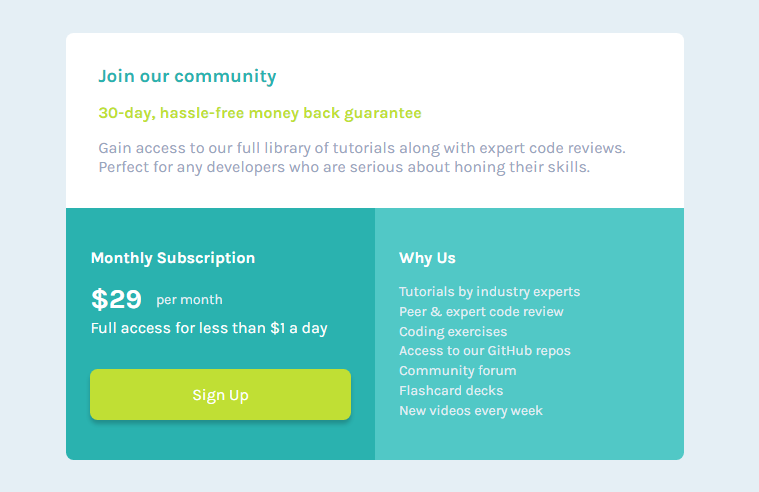 Join our community
30-day, hassle-free money back guarantee
Gain access to our full library of tutorials along with expert code reviews.
Perfect for any developers who are serious about honing their skills.
Monthly Subscription
$29 per month
Full access for less than $1 a day
Sign Up
Why Us
Tutorials by industry experts
Peer & expert code review
Coding exercises
Access to our GitHub repos
Community forum
Flashcard decks
New videos every week